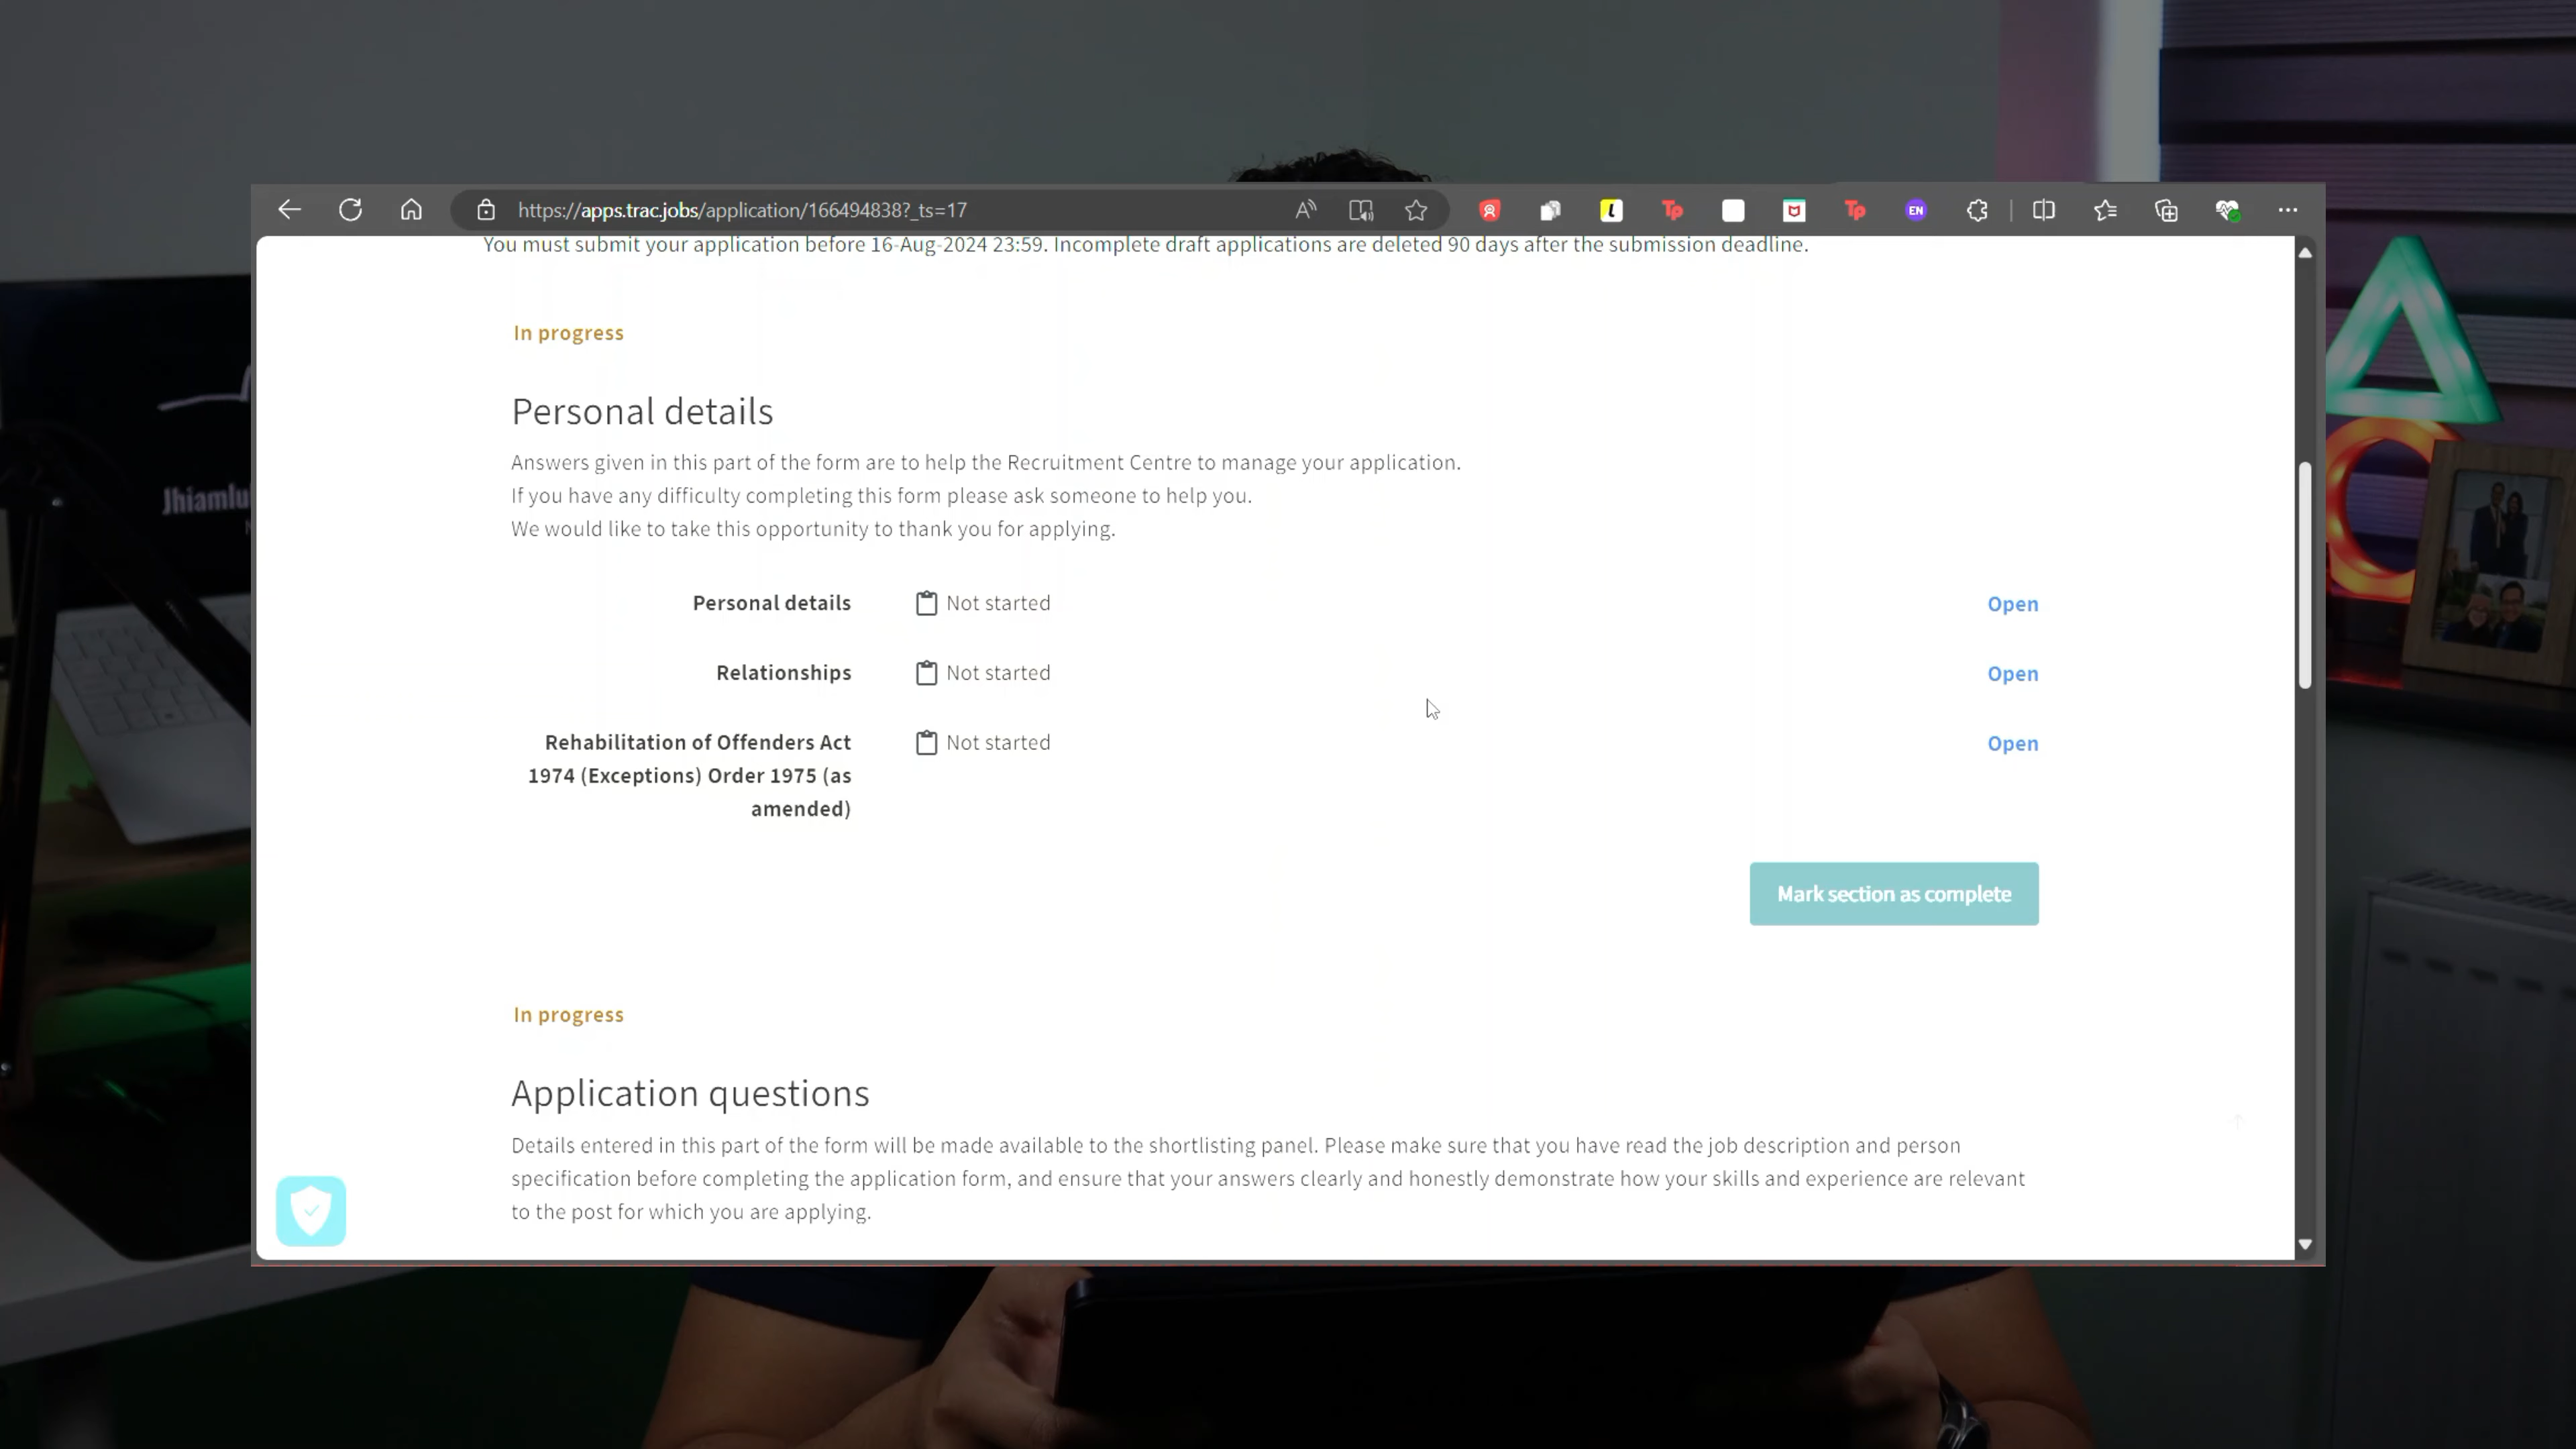 https://apps.trac.jobs/application/166494838?_ts=17
You must submit your application before 16-Aug-2024 23:59. Incomplete draft applications are deleted 90 days after the submission deadline.
In progress
Personal details
Answers given in this part of the form are to help the Recruitment Centre to manage your application.
If you have any difficulty completing this form please ask someone to help you.
We would like to take this opportunity to thank you for applying.
Personal details
Not started
Open
Relationships
Not started
Open
Rehabilitation of Offenders Act
1974 (Exceptions) Order 1975 (as
amended)
Not started
Open
Mark section as complete
In progress
Application questions
Details entered in this part of the form will be made available to the shortlisting panel. Please make sure that you have read the job description and person
specification before completing the application form, and ensure that your answers clearly and honestly demonstrate how your skills and experience are relevant
to the post for which you are applying.
Tp
Tp
EN